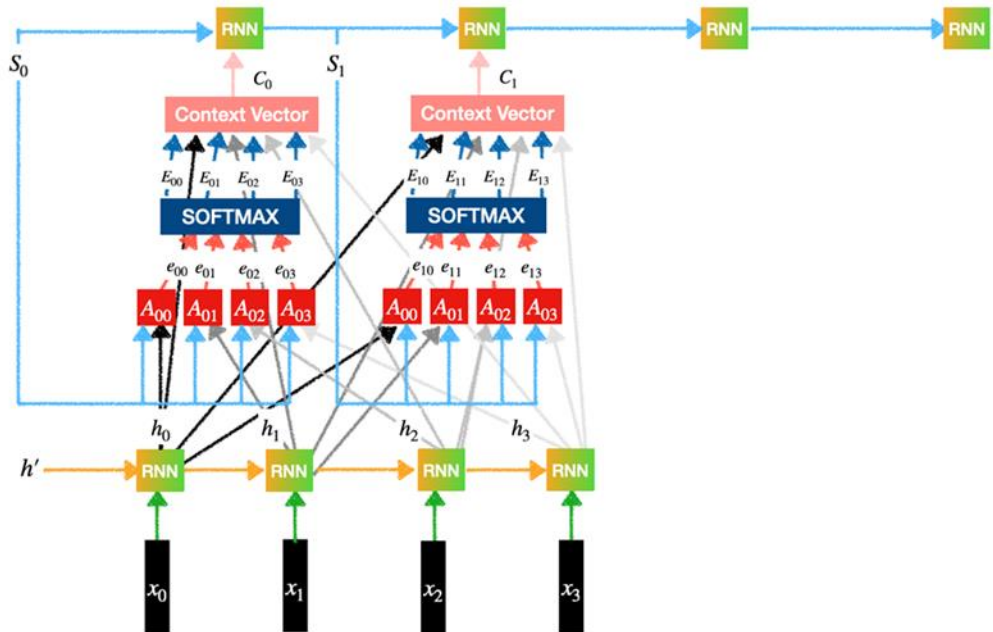 RNN RNN RNN RNN
S₀ S₁
C₀ C₁
Context Vector Context Vector
E₀₀ E₀₁ E₀₂ E₀₃ E₁₀ E₁₁ E₁₂ E₁₃
SOFTMAX SOFTMAX
e₀₀ e₀₁ e₀₂ e₀₃ e₁₀ e₁₁ e₁₂ e₁₃
A₀₀ A₀₁ A₀₂ A₀₃ A₀₀ A₀₁ A₀₂ A₀₃
h₀ h₁ h₂ h₃
h′ RNN RNN RNN RNN
x₀ x₁ x₂ x₃